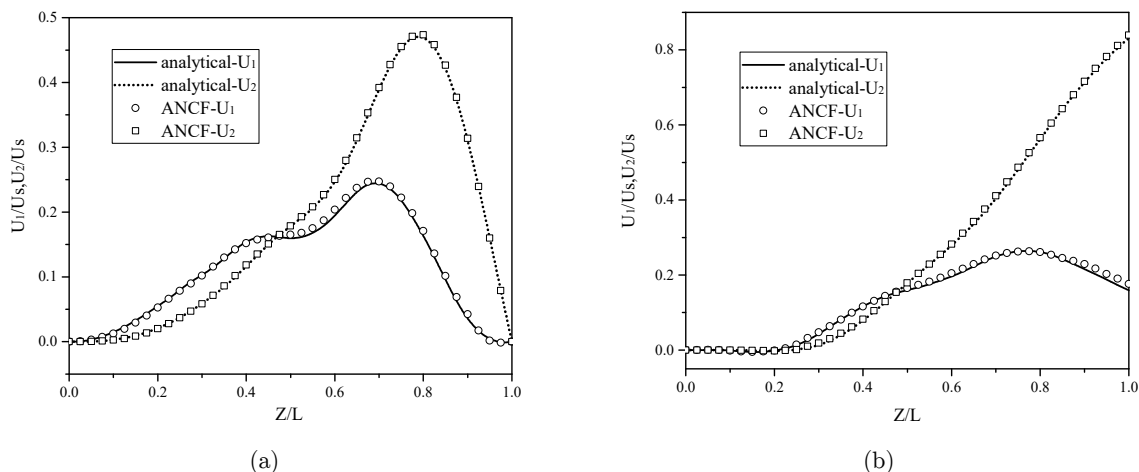 0.5
0.4
0.3
0.2
0.1
0.0
U₁/Us,U₂/Us
analytical-U₁
analytical-U₂
ANCF-U₁
ANCF-U₂
0.0 0.2 0.4 0.6 0.8 1.0
Z/L
(a)
0.8
0.6
0.4
0.2
0.0
U₁/Us,U₂/Us
analytical-U₁
analytical-U₂
ANCF-U₁
ANCF-U₂
0.0 0.2 0.4 0.6 0.8 1.0
Z/L
(b)